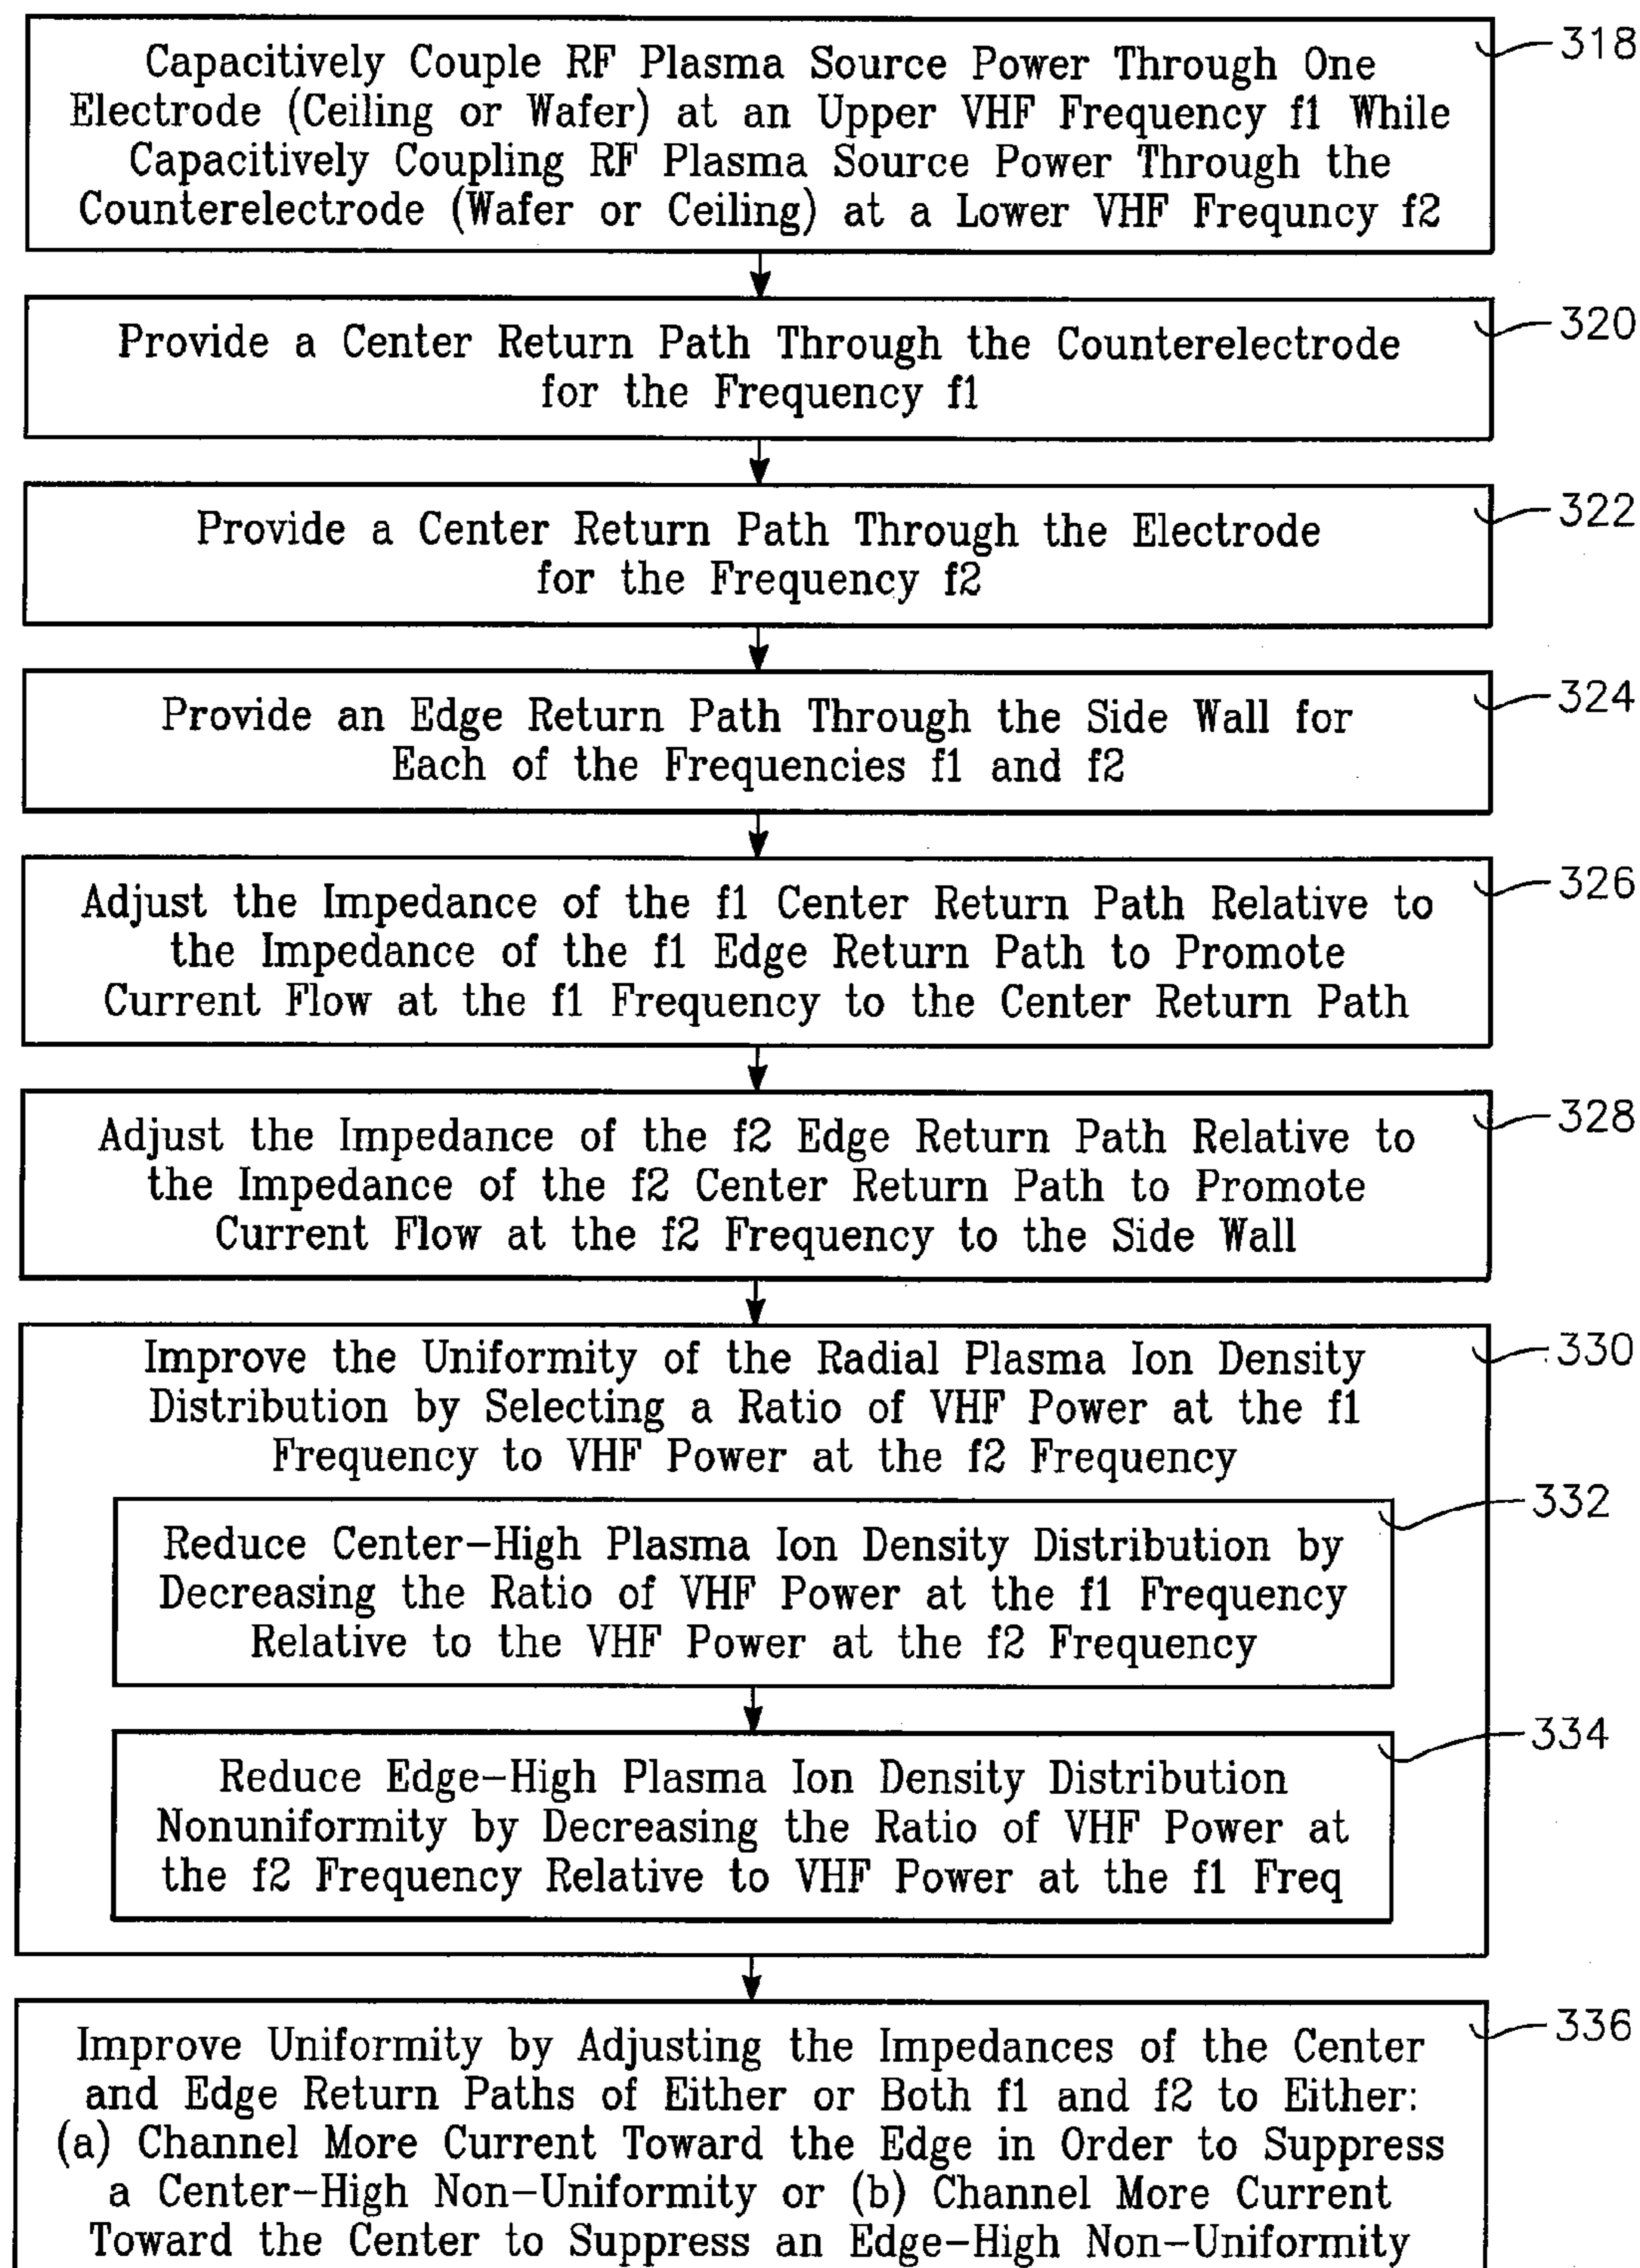 Capacitively Couple RF Plasma Source Power Through One
Electrode (Ceiling or Wafer) at an Upper VHF Frequency f1 While
Capacitively Coupling RF Plasma Source Power Through the
Counterelectrode (Wafer or Ceiling) at a Lower VHF Frequncy f2
318
Provide a Center Return Path Through the Counterelectrode
for the Frequency f1
320
Provide a Center Return Path Through the Electrode
for the Frequency f2
322
Provide an Edge Return Path Through the Side Wall for
Each of the Frequencies f1 and f2
324
Adjust the Impedance of the f1 Center Return Path Relative to
the Impedance of the f1 Edge Return Path to Promote
Current Flow at the f1 Frequency to the Center Return Path
326
Adjust the Impedance of the f2 Edge Return Path Relative to
the Impedance of the f2 Center Return Path to Promote
Current Flow at the f2 Frequency to the Side Wall
328
Improve the Uniformity of the Radial Plasma Ion Density
Distribution by Selecting a Ratio of VHF Power at the f1
Frequency to VHF Power at the f2 Frequency
330
Reduce Center-High Plasma Ion Density Distribution by
Decreasing the Ratio of VHF Power at the f1 Frequency
Relative to the VHF Power at the f2 Frequency
332
Reduce Edge-High Plasma Ion Density Distribution
Nonuniformity by Decreasing the Ratio of VHF Power at
the f2 Frequency Relative to VHF Power at the f1 Freq
334
Improve Uniformity by Adjusting the Impedances of the Center
and Edge Return Paths of Either or Both f1 and f2 to Either:
(a) Channel More Current Toward the Edge in Order to Suppress
a Center-High Non-Uniformity or (b) Channel More Current
Toward the Center to Suppress an Edge-High Non-Uniformity
336